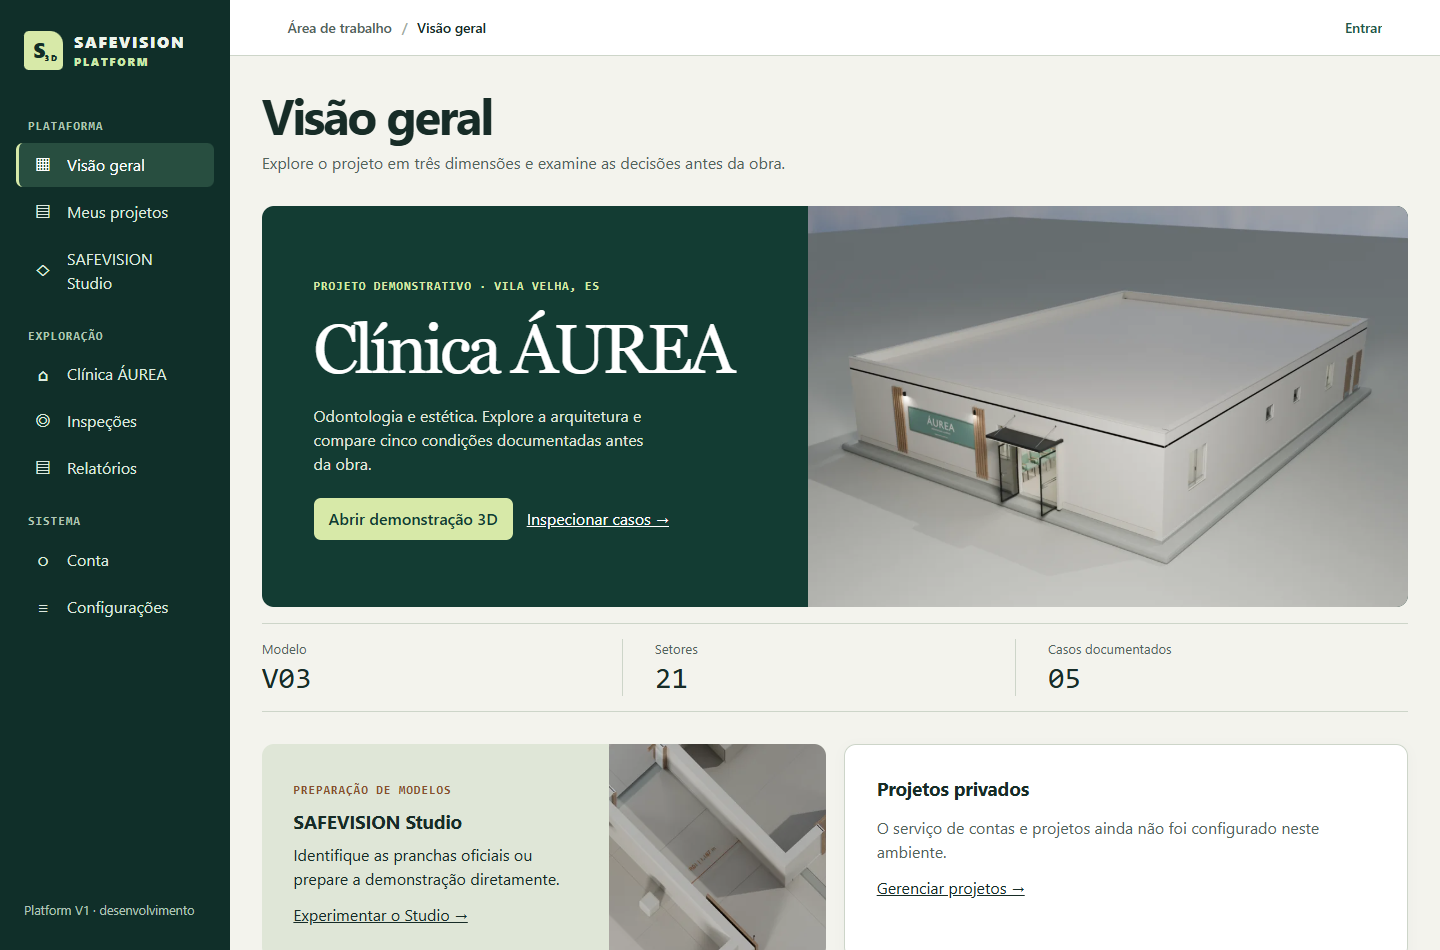 S3D
SAFEVISION
PLATFORM
PLATAFORMA
Visão geral
Meus projetos
SAFEVISION
Studio
EXPLORAÇÃO
Clínica ÁUREA
Inspeções
Relatórios
SISTEMA
Conta
Configurações
Platform V1 · desenvolvimento
Área de trabalho / Visão geral
Entrar
Visão geral
Explore o projeto em três dimensões e examine as decisões antes da obra.
PROJETO DEMONSTRATIVO · VILA VELHA, ES
Clínica ÁUREA
Odontologia e estética. Explore a arquitetura e
compare cinco condições documentadas antes
da obra.
Abrir demonstração 3D
Inspecionar casos →
ÁUREA
Modelo
V03
Setores
21
Casos documentados
05
PREPARAÇÃO DE MODELOS
SAFEVISION Studio
Identifique as pranchas oficiais ou
prepare a demonstração diretamente.
Experimentar o Studio →
Projetos privados
O serviço de contas e projetos ainda não foi configurado neste
ambiente.
Gerenciar projetos →